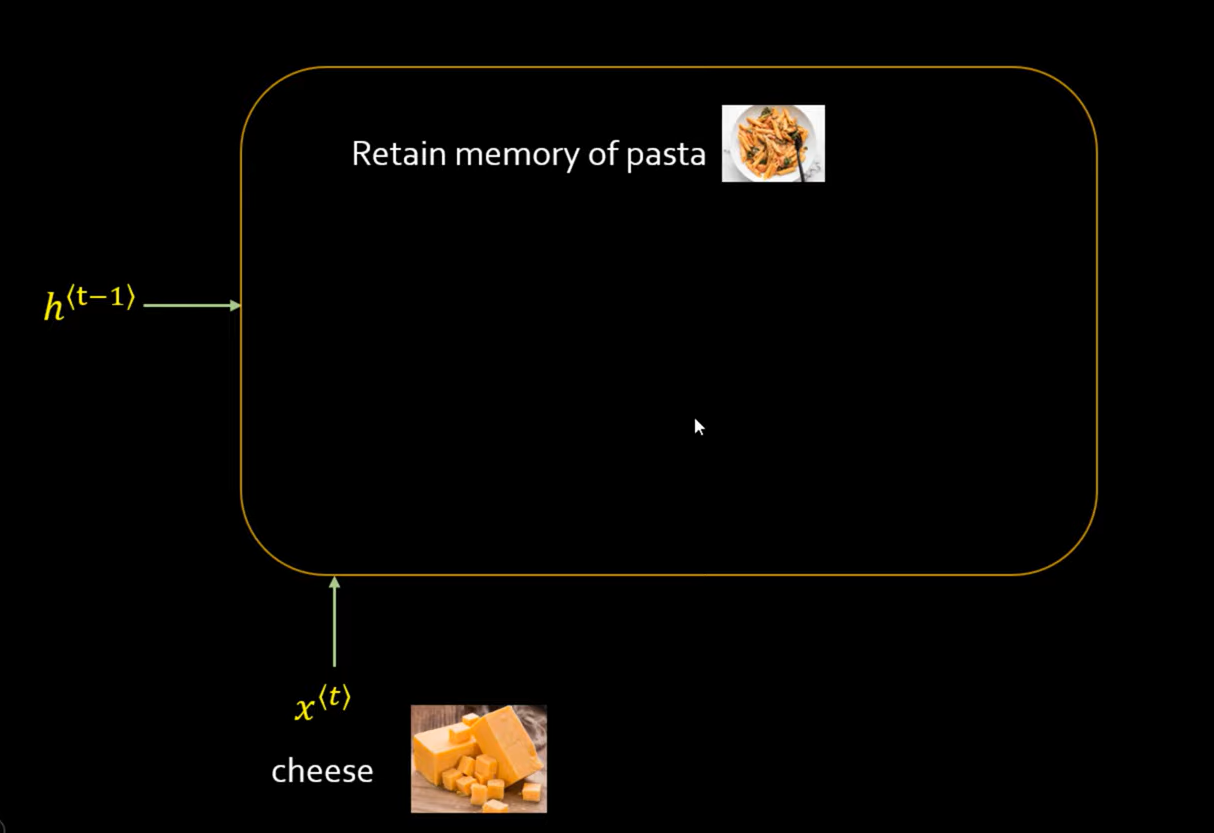 Retain memory of pasta
h⟨t−1⟩
x⟨t⟩
cheese